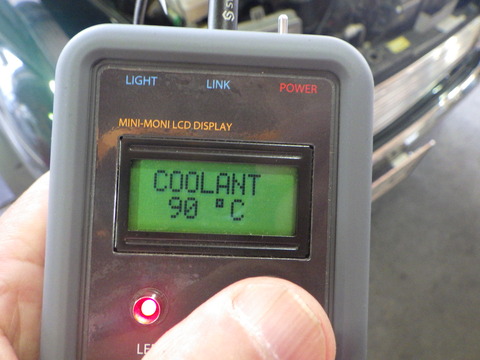 LIGHT LINK POWER
MINI-MONI LCD DISPLAY
COOLANT
90 °C